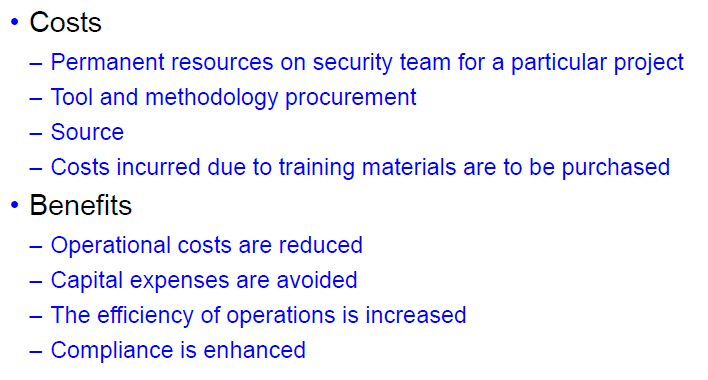 • Costs
– Permanent resources on security team for a particular project
– Tool and methodology procurement
– Source
– Costs incurred due to training materials are to be purchased
• Benefits
– Operational costs are reduced
– Capital expenses are avoided
– The efficiency of operations is increased
– Compliance is enhanced